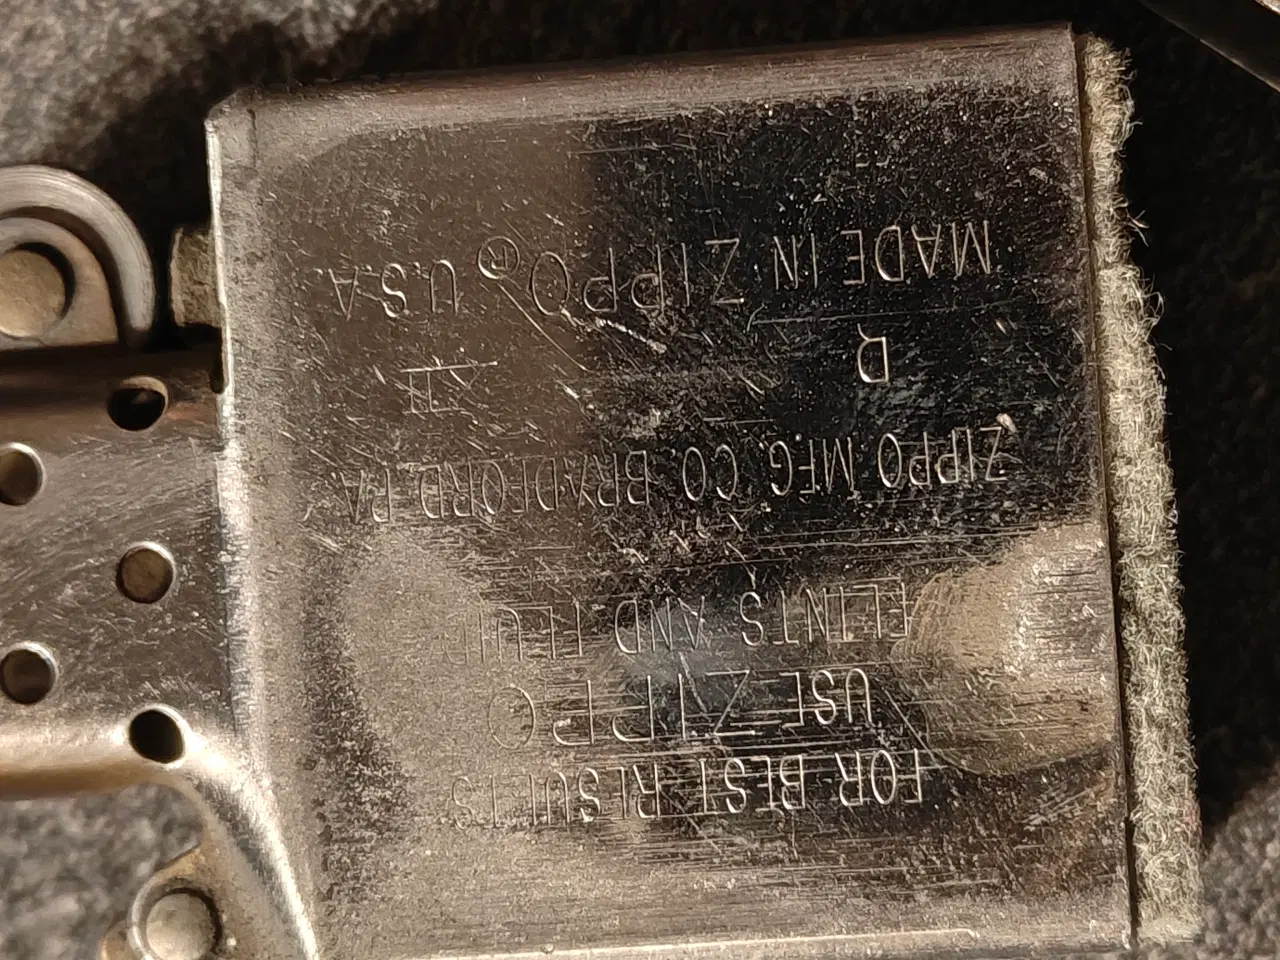 FOR BEST RESULTS
USE ZIPPO
FLINTS AND FLUID
ZIPPO MFG. CO. BRADFORD, PA.
D XII
MADE IN ZIPPO® U.S.A.